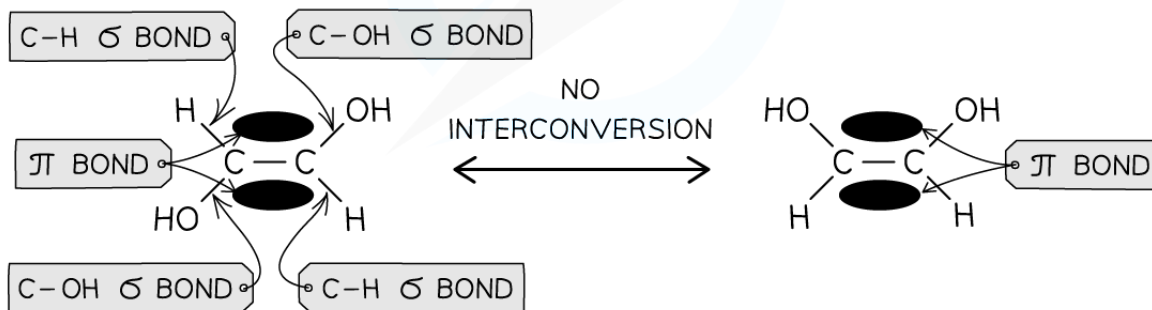 C-H σ BOND
C-OH σ BOND
NO
INTERCONVERSION
H
OH
HO
OH
π BOND
C-C
C-C
π BOND
HO
H
H
H
C-OH σ BOND
C-H σ BOND